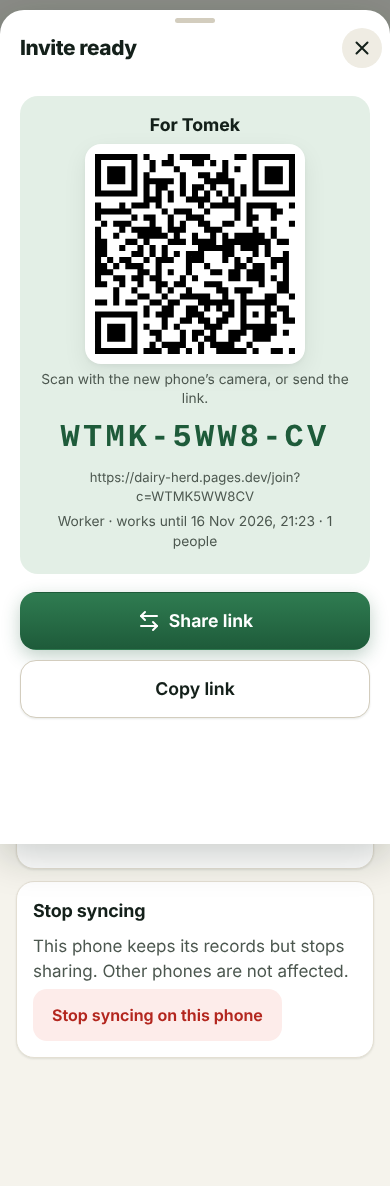 Invite ready
For Tomek
Scan with the new phone’s camera, or send the
link.
WTMK-5WW8-CV
https://dairy-herd.pages.dev/join?
c=WTMK5WW8CV
Worker · works until 16 Nov 2026, 21:23 · 1
people
Share link
Copy link
Stop syncing
This phone keeps its records but stops
sharing. Other phones are not affected.
Stop syncing on this phone